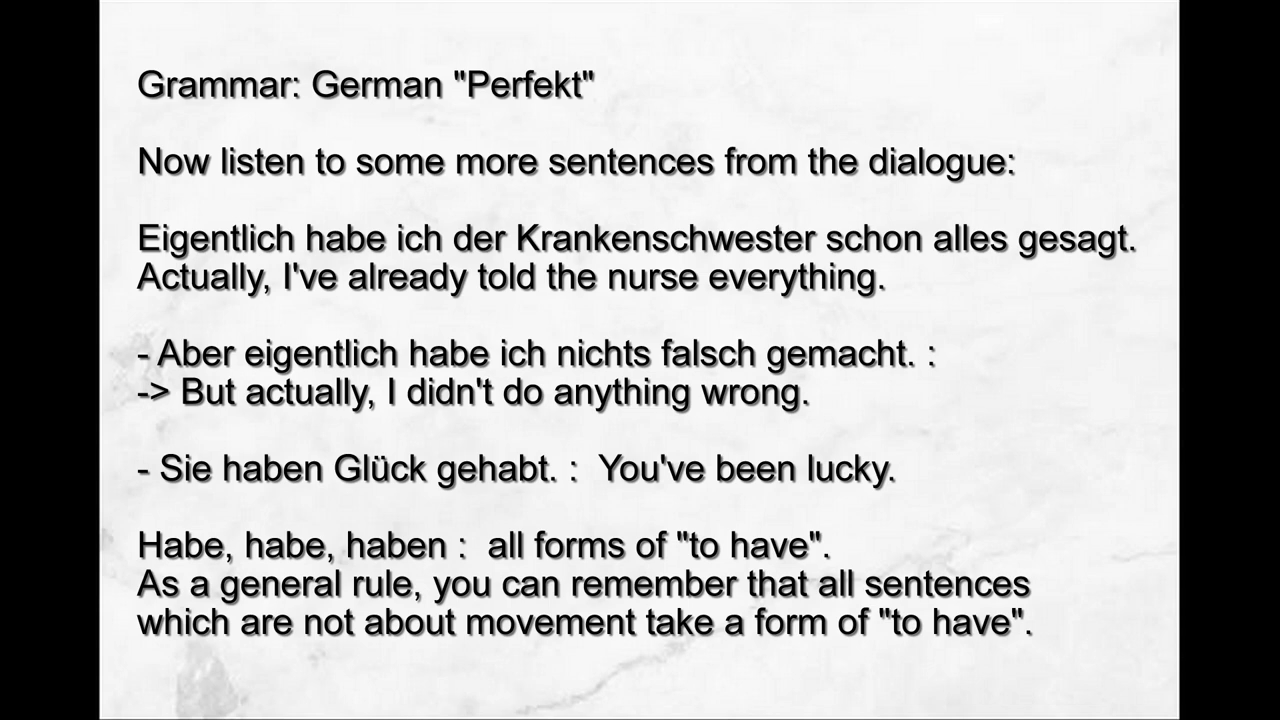 Grammar: German "Perfekt"
Now listen to some more sentences from the dialogue:
Eigentlich habe ich der Krankenschwester schon alles gesagt.
Actually, I've already told the nurse everything.
- Aber eigentlich habe ich nichts falsch gemacht. :
-> But actually, I didn't do anything wrong.
- Sie haben Glück gehabt. :  You've been lucky.
Habe, habe, haben :  all forms of "to have".
As a general rule, you can remember that all sentences
which are not about movement take a form of "to have".